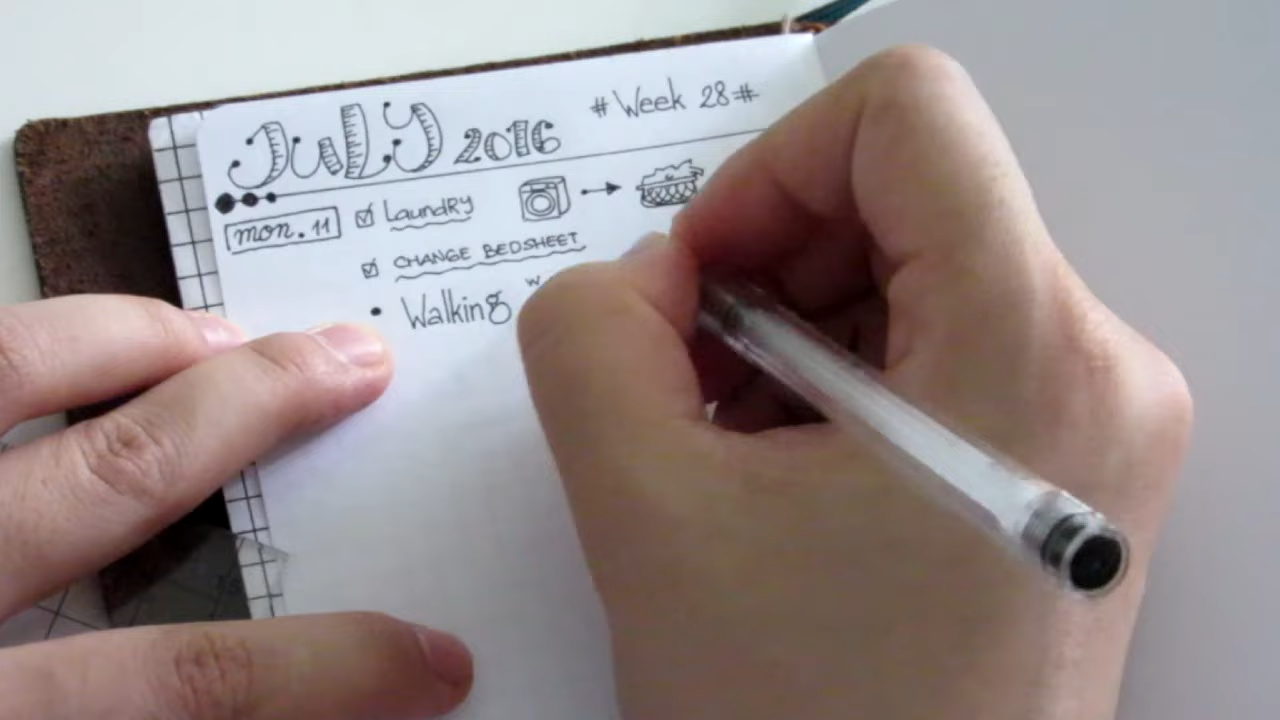 July 2016 #Week 28#
mon. 11 Laundry
CHANGE BEDSHEET
Walking